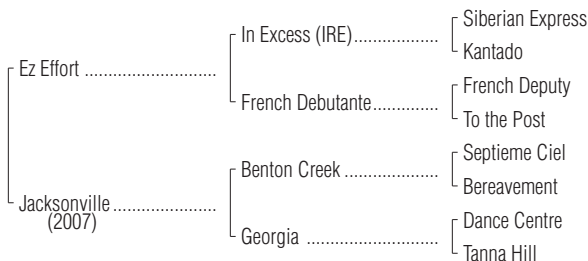 Siberian Express
In Excess (IRE)
Kantado
Ez Effort
French Deputy
French Debutante
To the Post
Septieme Ciel
Benton Creek
Bereavement
Jacksonville
(2007)
Dance Centre
Georgia
Tanna Hill